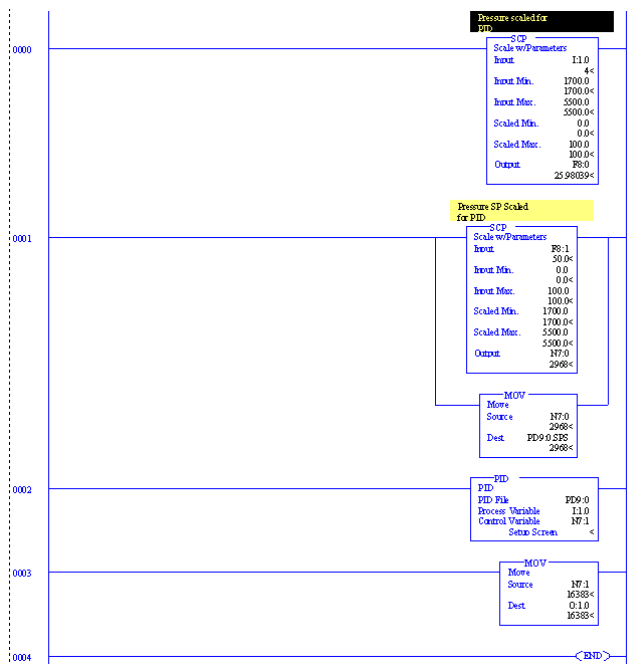 Pressure scaled for
PID
0000
SCP
Scale w/Parameters
Input I:1.0
4<
Input Min. 1700.0
1700.0<
Input Max. 5500.0
5500.0<
Scaled Min. 0.0
0.0<
Scaled Max. 100.0
100.0<
Output F8:0
25.98039<
Pressure SP Scaled
for PID
0001
SCP
Scale w/Parameters
Input F8:1
50.0<
Input Min. 0.0
0.0<
Input Max. 100.0
100.0<
Scaled Min. 1700.0
1700.0<
Scaled Max. 5500.0
5500.0<
Output N7:0
2968<
MOV
Move
Source N7:0
2968<
Dest PD9:0.SPS
2968<
0002
PID
PID
PID File PD9:0
Process Variable I:1.0
Control Variable N7:1
Setup Screen <
0003
MOV
Move
Source N7:1
16383<
Dest O:1.0
16383<
0004
END